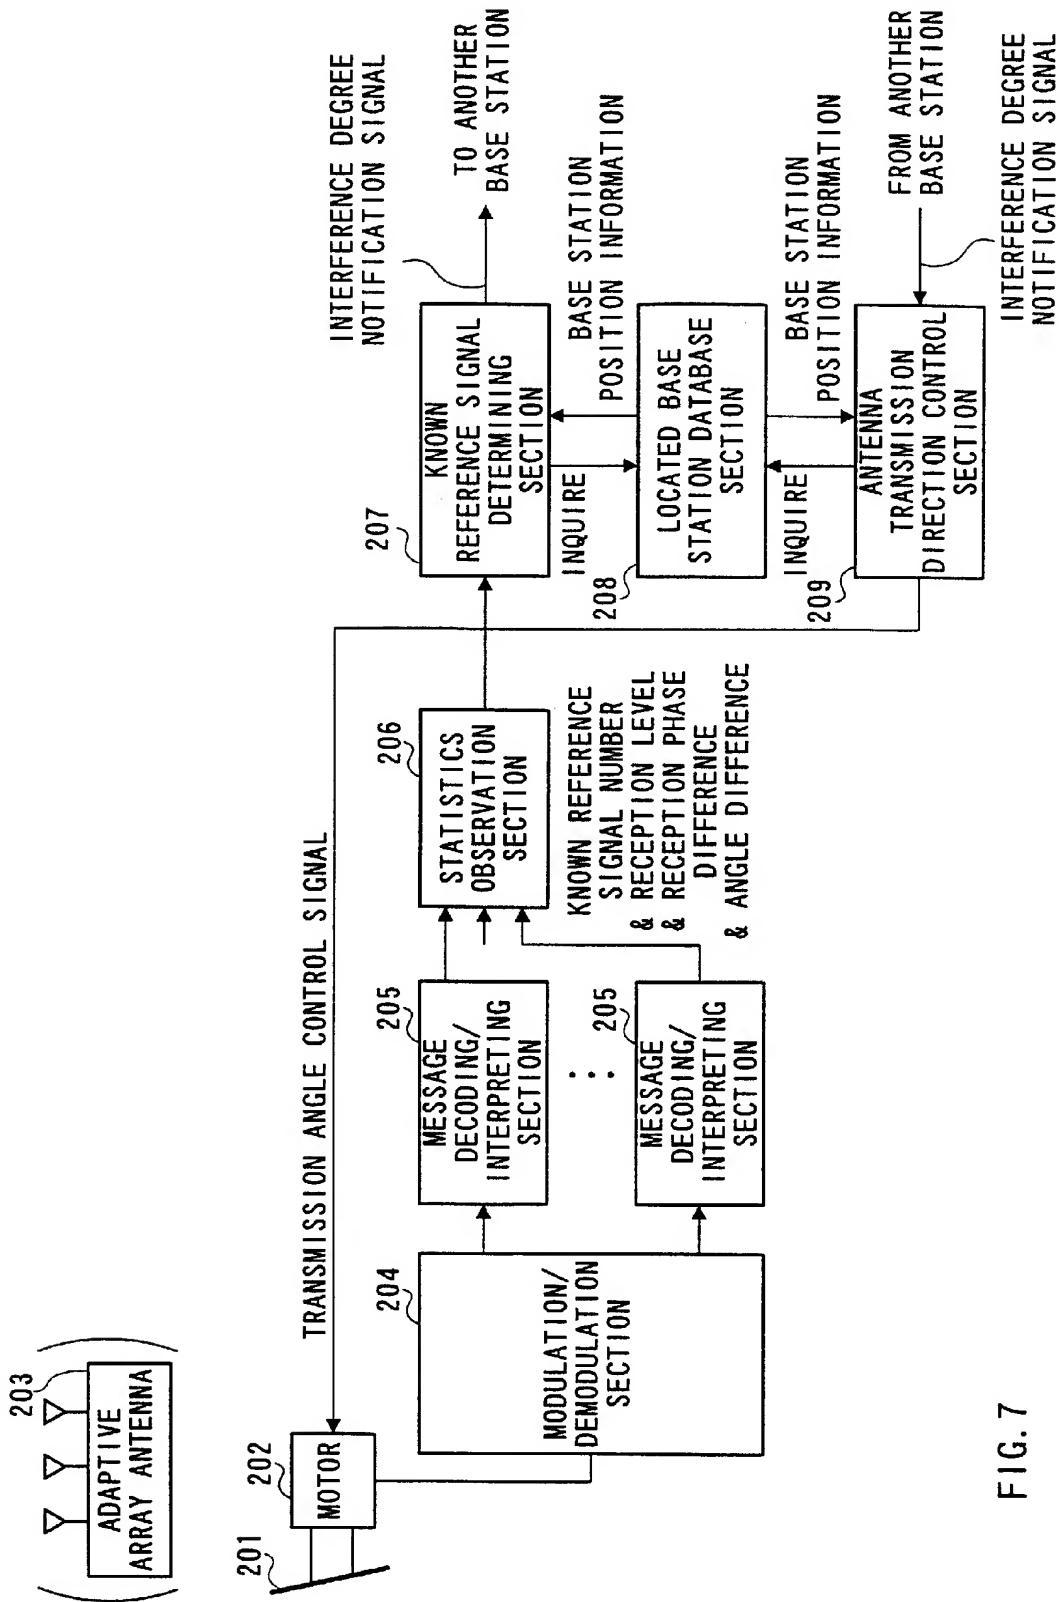 203
ADAPTIVE
ARRAY ANTENNA
201
202
MOTOR
TRANSMISSION ANGLE CONTROL SIGNAL
204
MODULATION/
DEMODULATION
SECTION
205
MESSAGE
DECODING/
INTERPRETING
SECTION
205
MESSAGE
DECODING/
INTERPRETING
SECTION
206
STATISTICS
OBSERVATION
SECTION
KNOWN REFERENCE
SIGNAL NUMBER
& RECEPTION LEVEL
& RECEPTION PHASE
DIFFERENCE
& ANGLE DIFFERENCE
207
KNOWN
REFERENCE SIGNAL
DETERMINING
SECTION
INTERFERENCE DEGREE
NOTIFICATION SIGNAL
TO ANOTHER
BASE STATION
INQUIRE
BASE STATION
POSITION INFORMATION
208
LOCATED BASE
STATION DATABASE
SECTION
INQUIRE
BASE STATION
POSITION INFORMATION
209
ANTENNA
TRANSMISSION
DIRECTION CONTROL
SECTION
FROM ANOTHER
BASE STATION
INTERFERENCE DEGREE
NOTIFICATION SIGNAL
FIG. 7